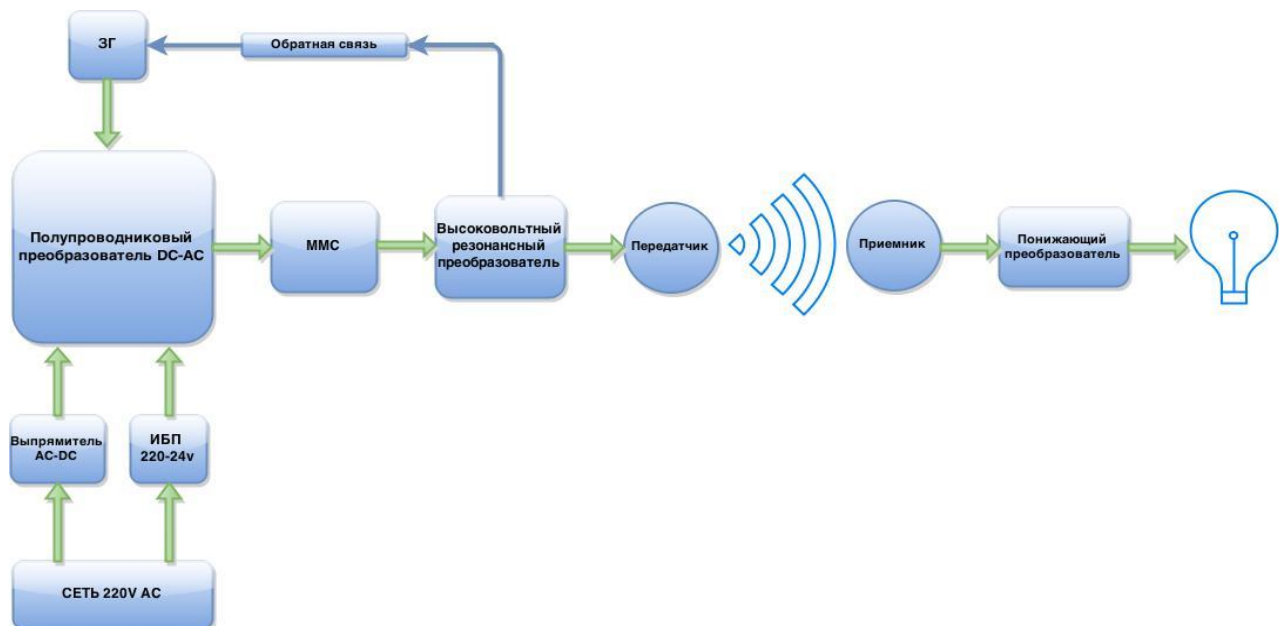 ЗГ
Обратная связь
Полупроводниковый
преобразователь DC-AC
ММС
Высоковольтный
резонансный
преобразователь
Передатчик
Приемник
Понижающий
преобразователь
Выпрямитель
AC-DC
ИБП
220-24v
СЕТЬ 220V AC